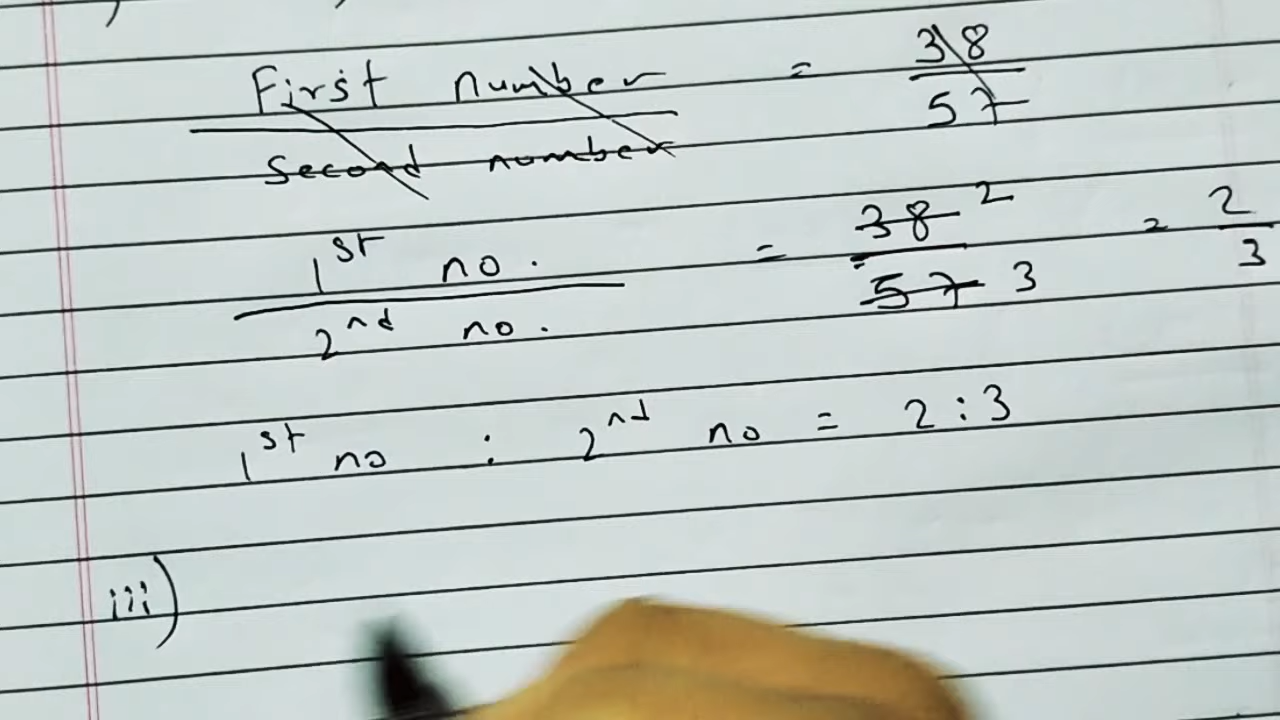 First number = 38
Second number 57
1st no. = 38 2 = 2
2nd no. 57 3 3
1st no : 2nd no = 2:3
iii)